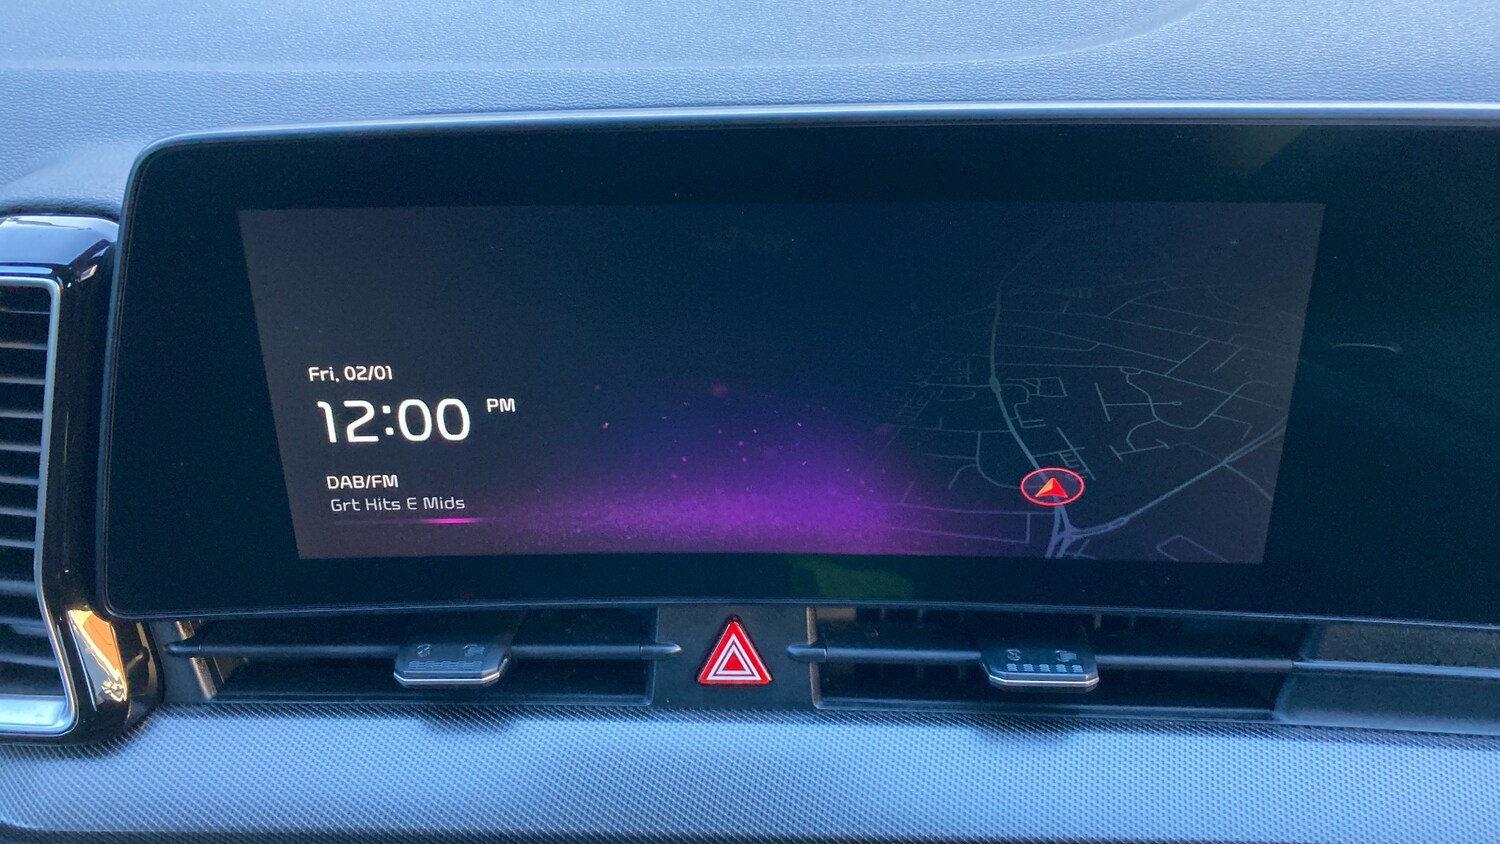 Fri, 02/01
12:00 PM
DAB/FM
Grt Hits E Mids